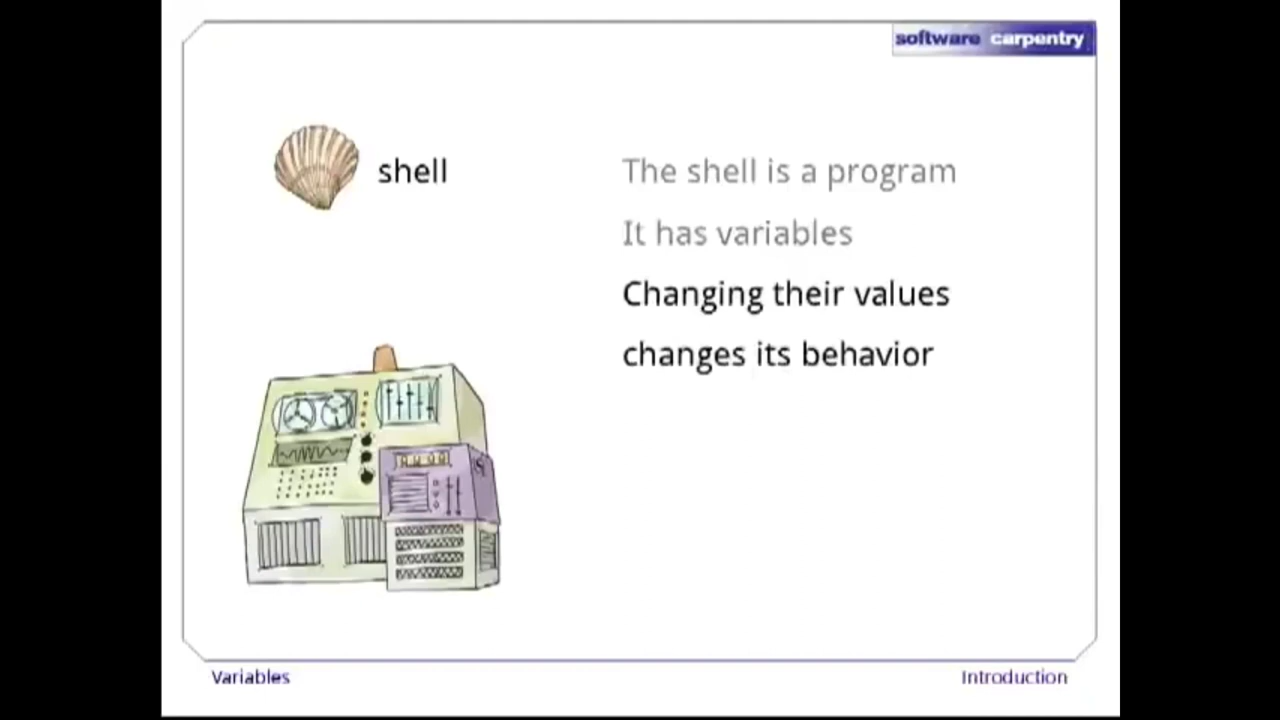 software carpentry
shell
The shell is a program
It has variables
Changing their values
changes its behavior
Variables
Introduction